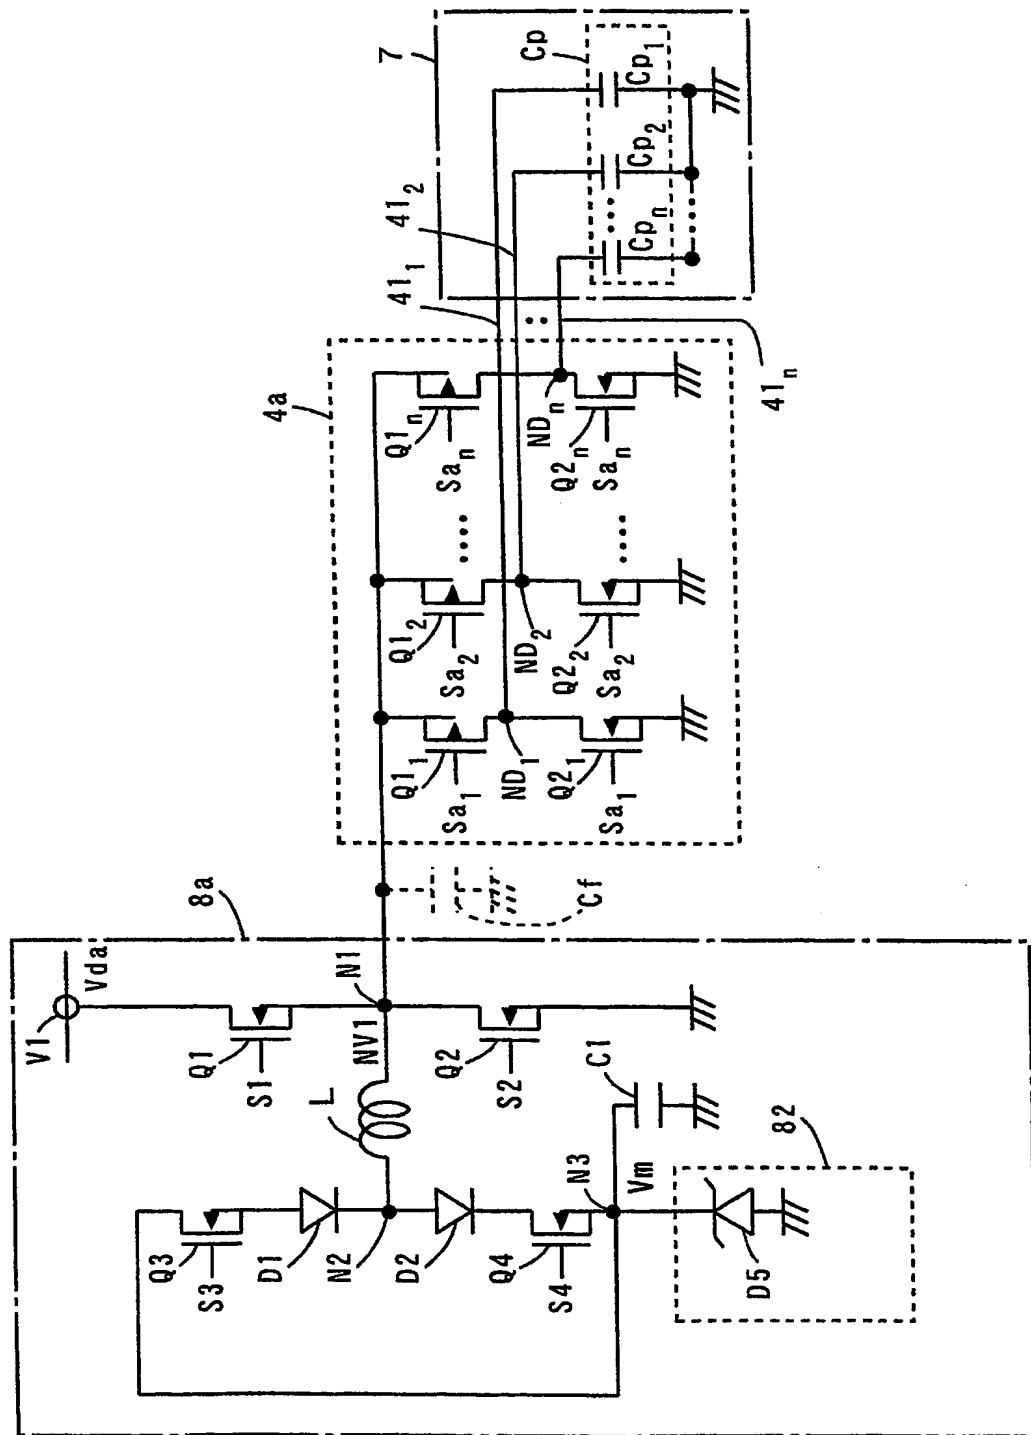 8a
V1
Vda
Q1
S1
N1
NV1
L
Q2
S2
C1
Q3
S3
D1
N2
D2
Q4
S4
N3
Vm
82
D5
Cf
4a
Q1₁
Sa₁
ND₁
Q2₁
Sa₁
Q1₂
Sa₂
ND₂
Q2₂
Sa₂
Q1ₙ
Saₙ
NDₙ
Q2ₙ
Saₙ
41₁
41₂
41ₙ
7
Cp
Cp₁
Cp₂
Cpₙ